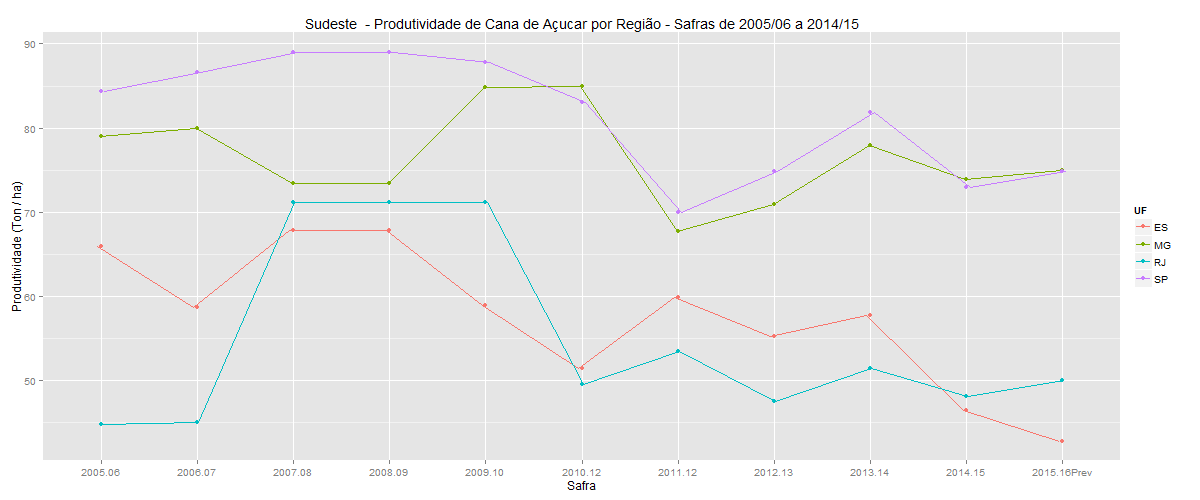 Sudeste - Produtividade de Cana de Açucar por Região - Safras de 2005/06 a 2014/15
Produtividade (Ton / ha)
90
80
70
60
50
2005.06 2006.07 2007.08 2008.09 2009.10 2010.12 2011.12 2012.13 2013.14 2014.15 2015.16Prev
Safra
UF
ES
MG
RJ
SP